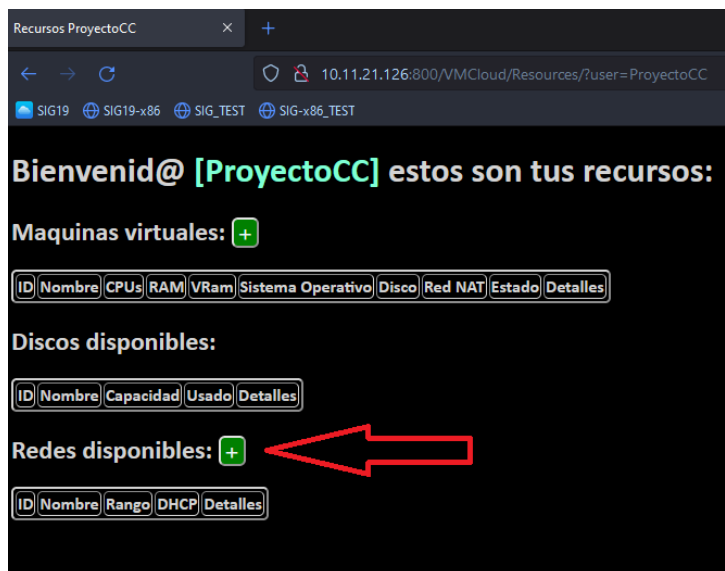 Recursos ProyectoCC
10.11.21.126:800/VMCloud/Resources/?user=ProyectoCC
SIG19 SIG19-x86 SIG_TEST SIG-x86_TEST
Bienvenid@ [ProyectoCC] estos son tus recursos:
Maquinas virtuales: +
ID Nombre CPUs RAM VRam Sistema Operativo Disco Red NAT Estado Detalles
Discos disponibles:
ID Nombre Capacidad Usado Detalles
Redes disponibles: +
ID Nombre Rango DHCP Detalles